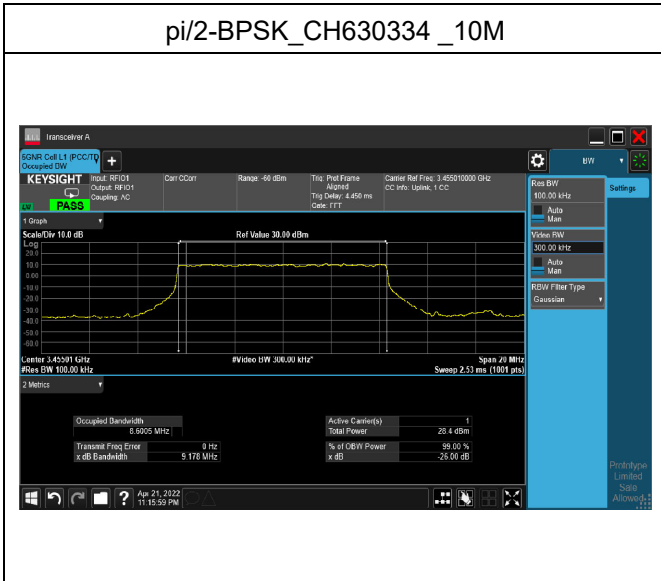 pi/2-BPSK_CH630334 _10M
Transceiver A
5GNR Cell L1 (PCC/TD
Occupied BW
BW
KEYSIGHT
Input: RFIO1
Output: RFIO1
Coupling: AC
Corr CCorr
Range: -60 dBm
Trig: Pref Frame
Aligned
Trig Delay: 4.450 ms
Gate: FFT
Carrier Ref Freq: 3.455010000 GHz
CC Info: Uplink, 1 CC
PASS
Res BW
100.00 kHz
Auto
Man
Settings
1 Graph
Scale/Div 10.0 dB
Ref Value 30.00 dBm
Log
20.0
10.0
0.00
-10.0
-20.0
-30.0
-40.0
-50.0
-60.0
Video BW
300.00 kHz
Auto
Man
RBW Filter Type
Gaussian
Center 3.45501 GHz
#Video BW 300.00 kHz*
Span 20 MHz
#Res BW 100.00 kHz
Sweep 2.53 ms (1001 pts)
2 Metrics
Occupied Bandwidth
8.6005 MHz
Active Carrier(s) 1
Total Power 28.4 dBm
Transmit Freq Error 0 Hz
x dB Bandwidth 9.178 MHz
% of OBW Power 99.00 %
x dB -26.00 dB
Prototype
Limited
Sale
Allowed
Apr 21, 2022
11:15:59 PM